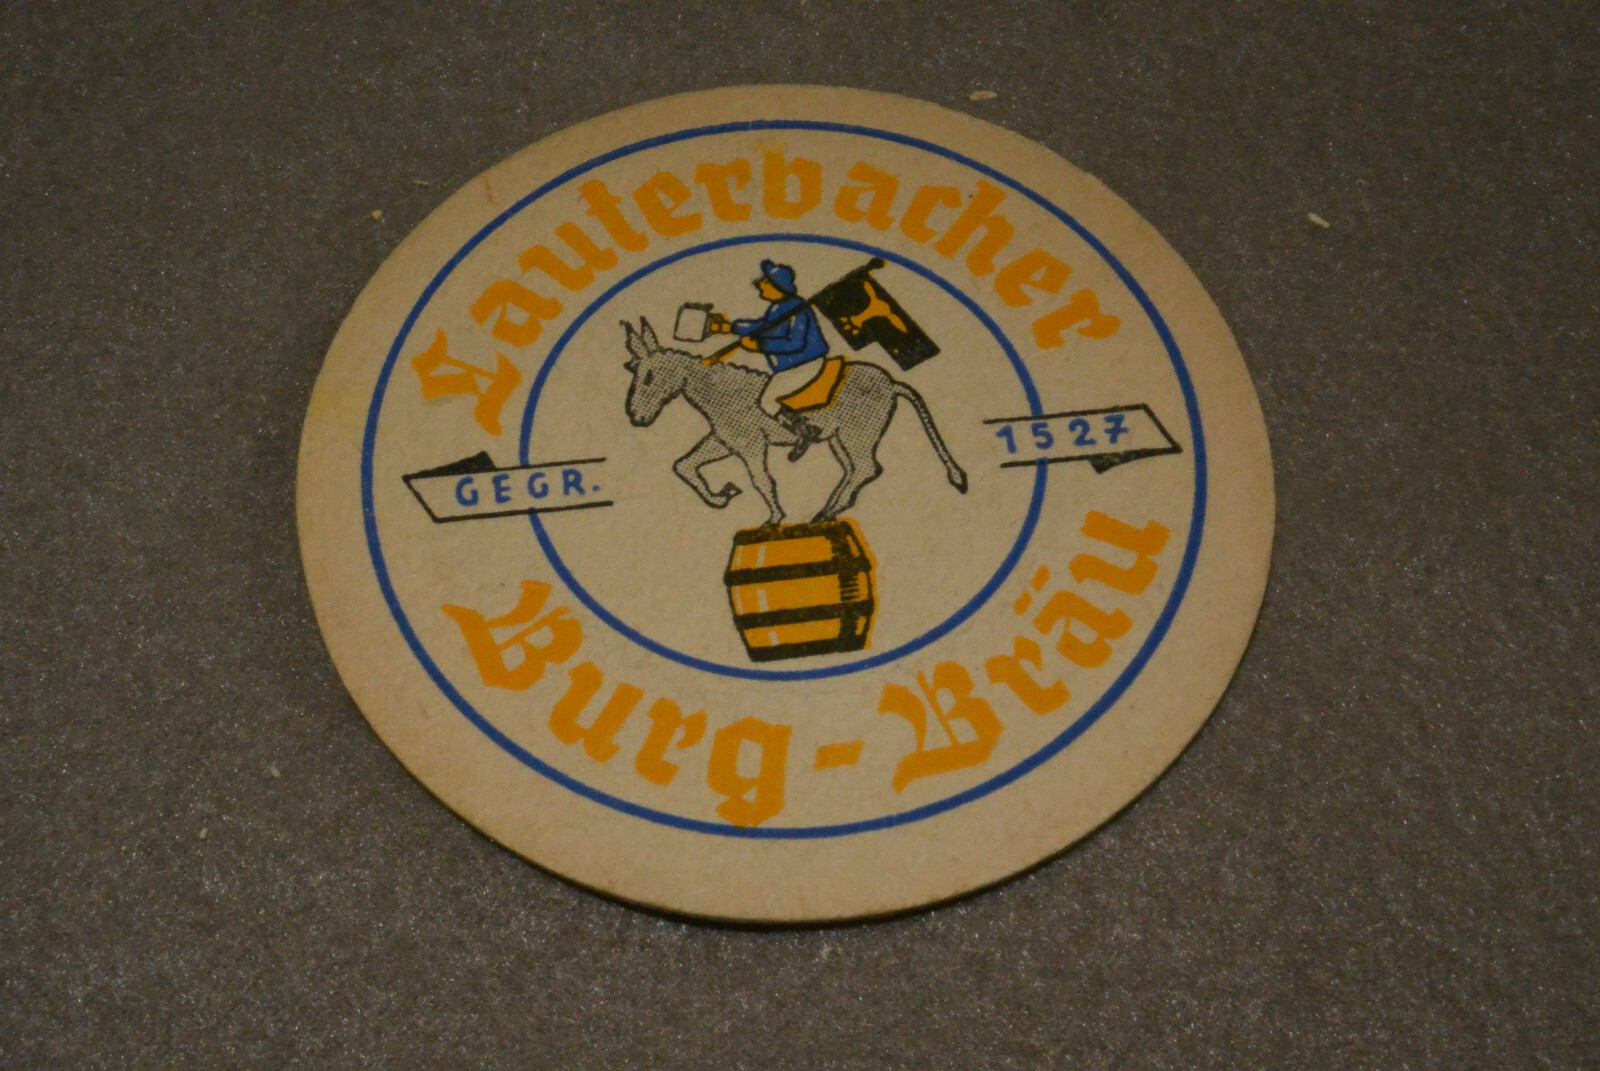 Lauterbacher
GEGR. 1527
Burg-Bräu